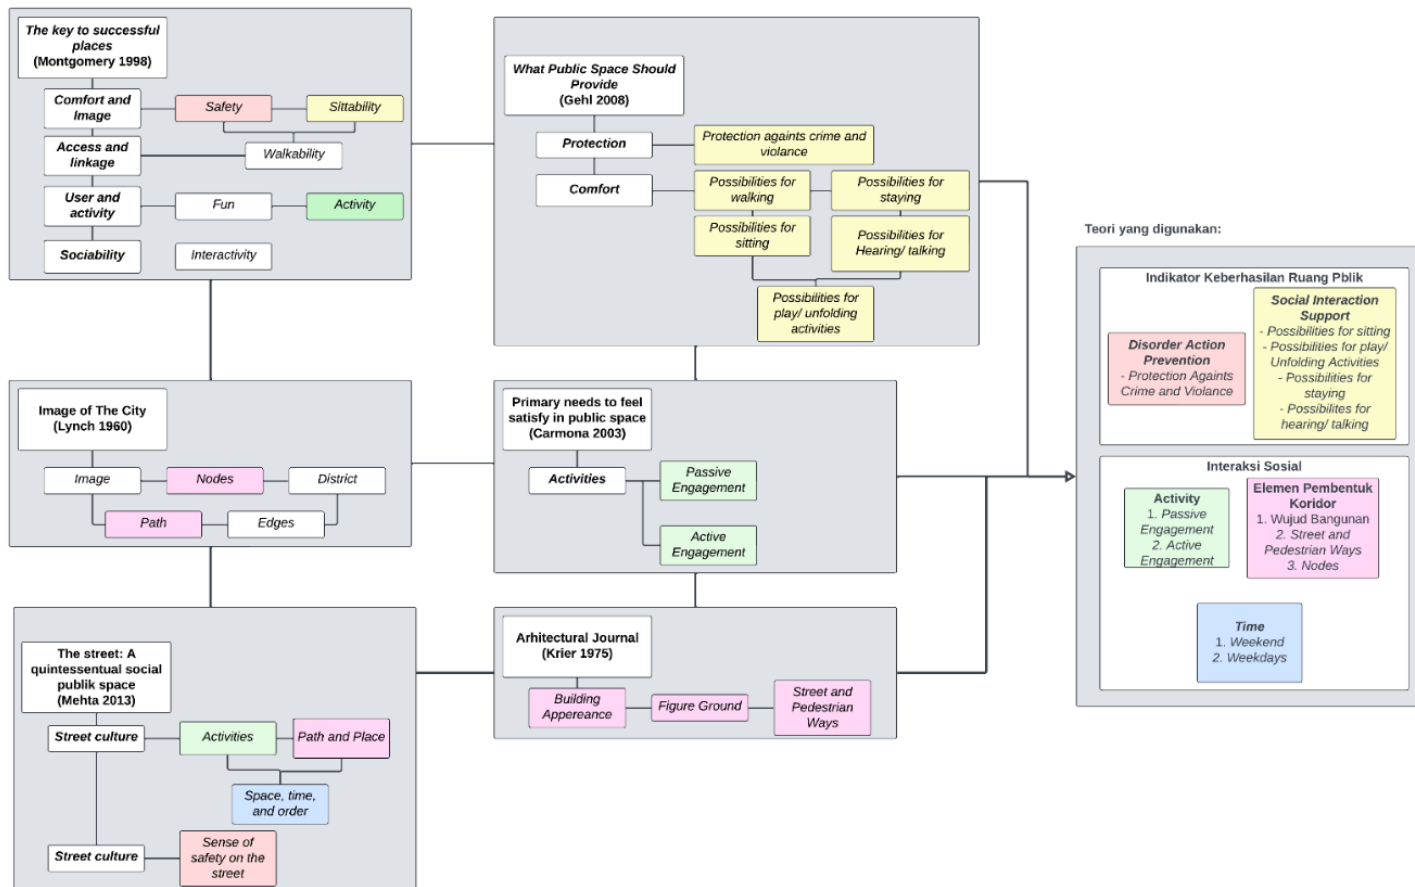 The key to successful
places
(Montgomery 1998)
Comfort and
Image
Safety
Sittability
Access and
linkage
Walkability
User and
activity
Fun
Activity
Sociability
Interactivity
What Public Space Should
Provide
(Gehl 2008)
Protection
Protection againts crime and
violance
Comfort
Possibilities for
walking
Possibilities for
staying
Possibilities for
sitting
Possibilities for
Hearing/ talking
Possibilities for
play/ unfolding
activities
Image of The City
(Lynch 1960)
Image
Nodes
District
Path
Edges
Primary needs to feel
satisfy in public space
(Carmona 2003)
Activities
Passive
Engagement
Active
Engagement
The street: A
quintessentual social
publik space
(Mehta 2013)
Street culture
Activities
Path and Place
Space, time,
and order
Street culture
Sense of
safety on the
street
Arhitectural Journal
(Krier 1975)
Building
Appereance
Figure Ground
Street and
Pedestrian
Ways
Teori yang digunakan:
Indikator Keberhasilan Ruang Pblik
Disorder Action
Prevention
- Protection Againts
Crime and Violance
Social Interaction
Support
- Possibilities for sitting
- Possibilities for play/
Unfolding Activities
- Possibilities for
staying
- Possibilites for
hearing/ talking
Interaksi Sosial
Activity
1. Passive
Engagement
2. Active
Engagement
Elemen Pembentuk
Koridor
1. Wujud Bangunan
2. Street and
Pedestrian Ways
3. Nodes
Time
1. Weekend
2. Weekdays